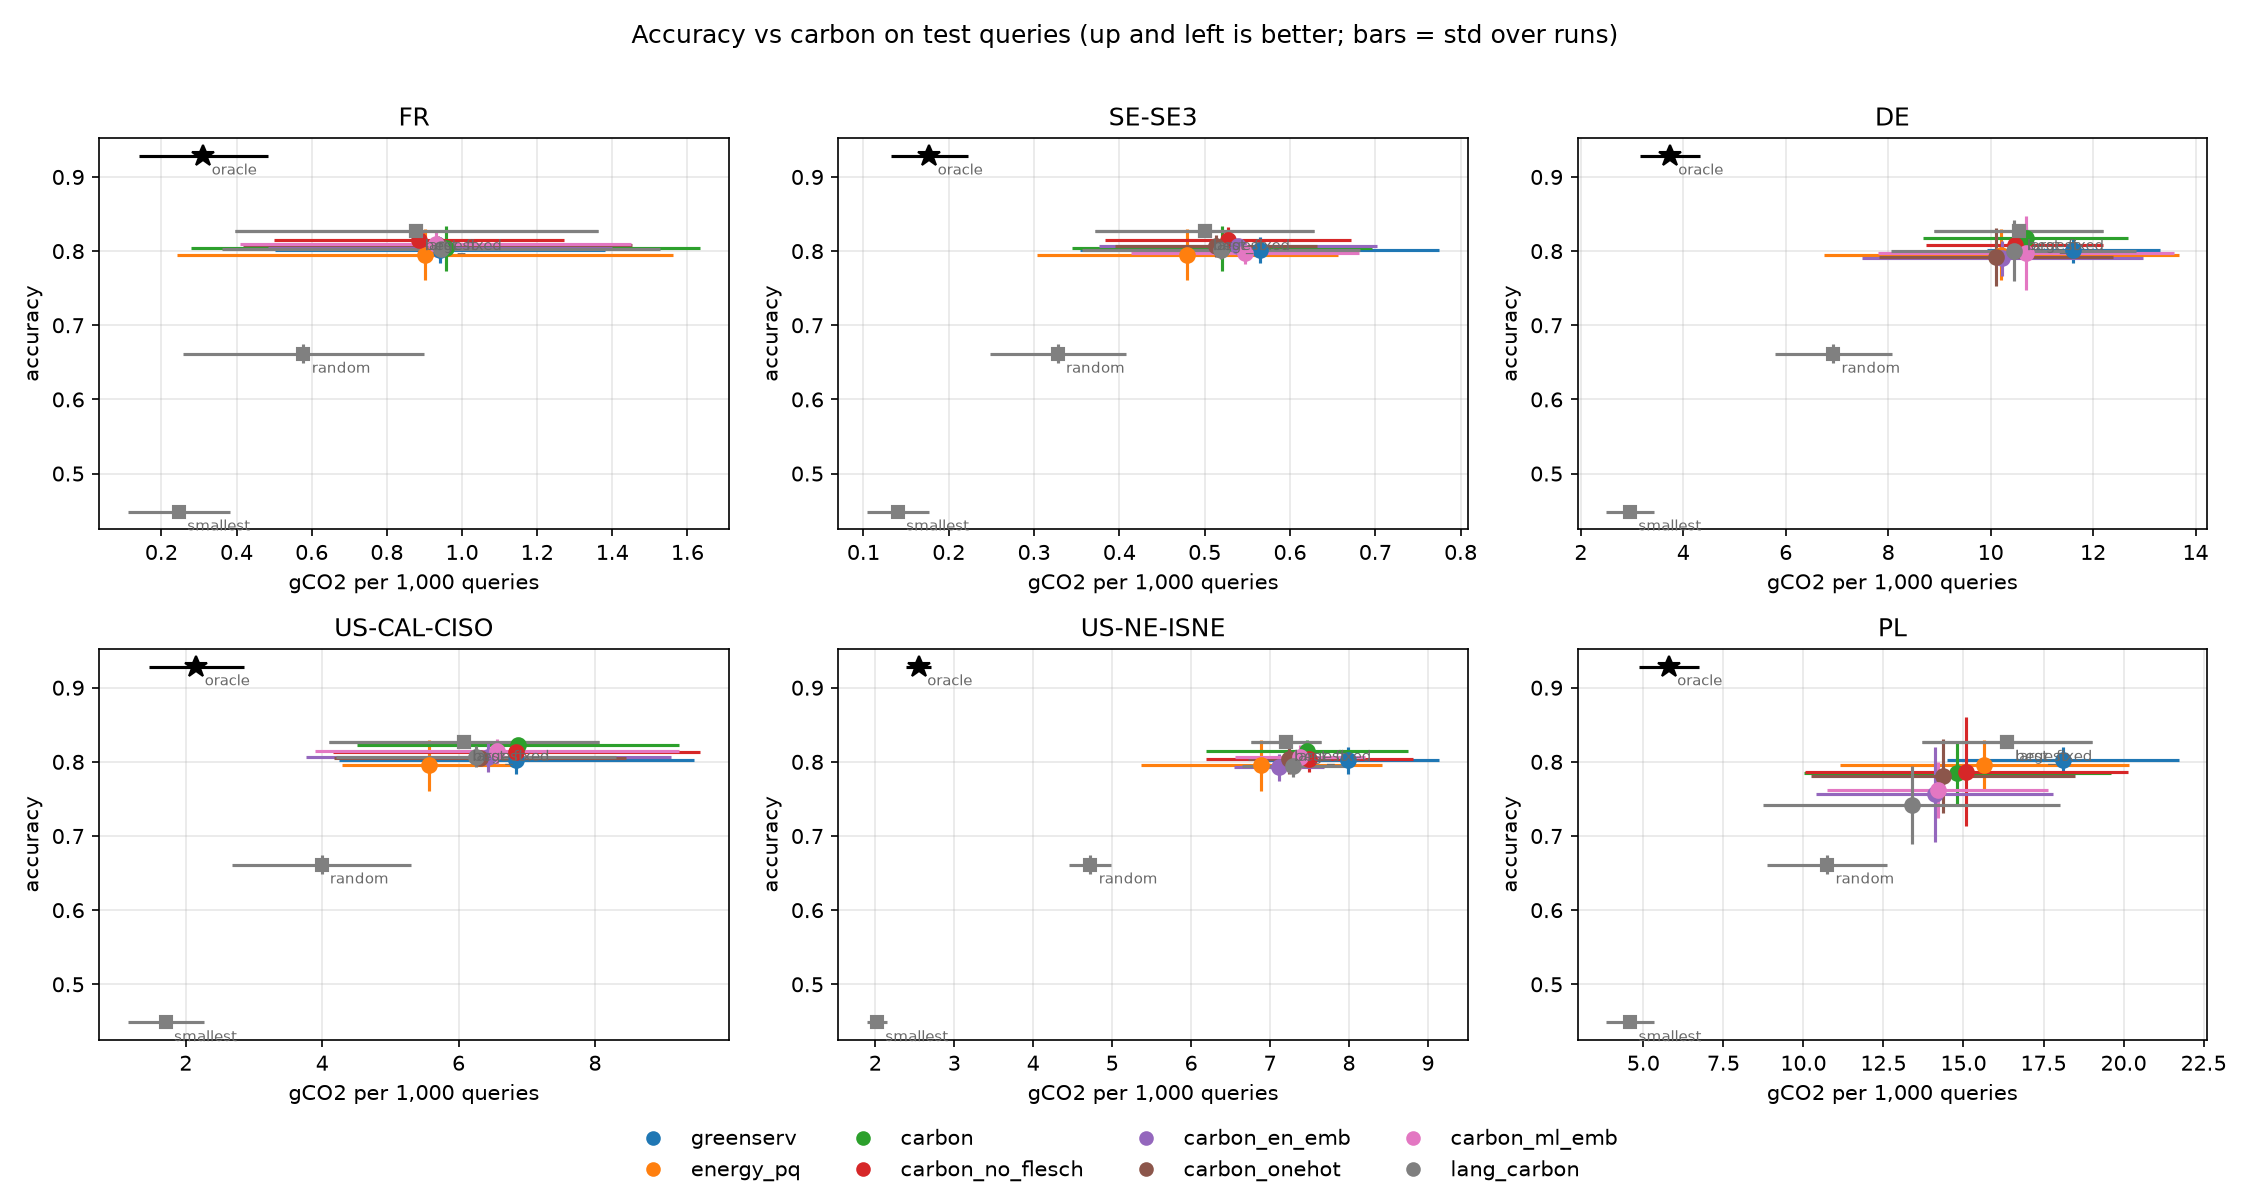 Accuracy vs carbon on test queries (up and left is better; bars = std over runs)
FR
accuracy
0.9
0.8
0.7
0.6
0.5
oracle
random
smallest
0.2 0.4 0.6 0.8 1.0 1.2 1.4 1.6
gCO2 per 1,000 queries
SE-SE3
accuracy
0.9
0.8
0.7
0.6
0.5
oracle
random
smallest
0.1 0.2 0.3 0.4 0.5 0.6 0.7 0.8
gCO2 per 1,000 queries
DE
accuracy
0.9
0.8
0.7
0.6
0.5
oracle
random
smallest
2 4 6 8 10 12 14
gCO2 per 1,000 queries
US-CAL-CISO
accuracy
0.9
0.8
0.7
0.6
0.5
oracle
random
smallest
2 4 6 8
gCO2 per 1,000 queries
US-NE-ISNE
accuracy
0.9
0.8
0.7
0.6
0.5
oracle
random
smallest
2 3 4 5 6 7 8 9
gCO2 per 1,000 queries
PL
accuracy
0.9
0.8
0.7
0.6
0.5
oracle
random
smallest
5.0 7.5 10.0 12.5 15.0 17.5 20.0 22.5
gCO2 per 1,000 queries
greenserv carbon carbon_en_emb carbon_ml_emb
energy_pq carbon_no_flesch carbon_onehot lang_carbon